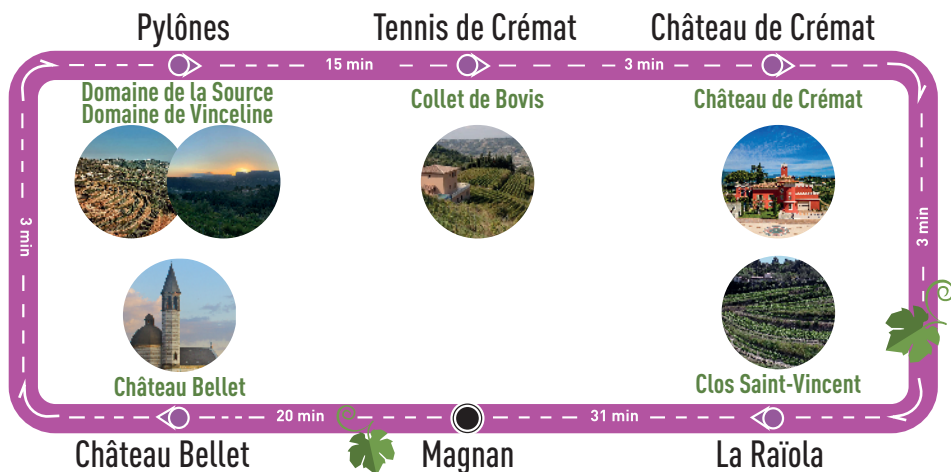 Pylônes
Tennis de Crémat
Château de Crémat
15 min
3 min
Domaine de la Source
Domaine de Vinceline
Collet de Bovis
Château de Crémat
3 min
3 min
Château Bellet
Clos Saint-Vincent
20 min
31 min
Château Bellet
Magnan
La Raïola